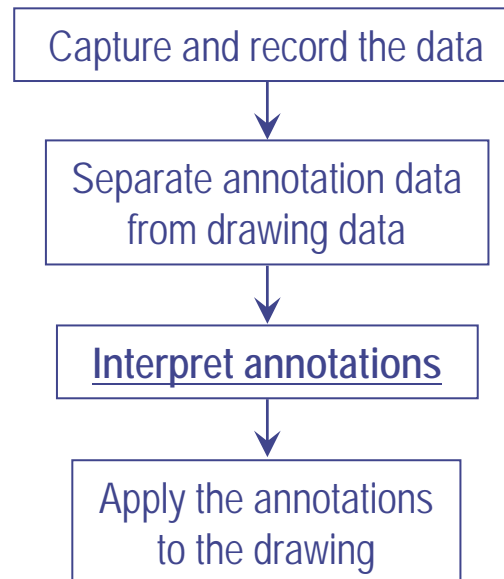 Capture and record the data
Separate annotation data
from drawing data
Interpret annotations
Apply the annotations
to the drawing